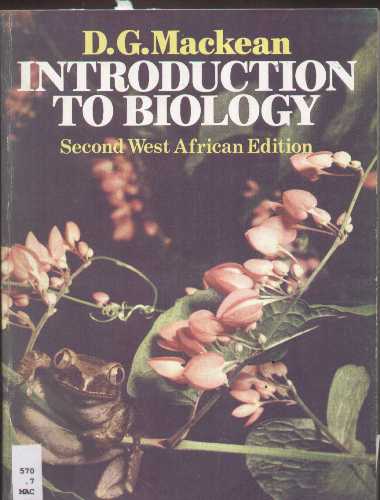 D.G.Mackean
INTRODUCTION
TO BIOLOGY
Second West African Edition
570
.7
MAC